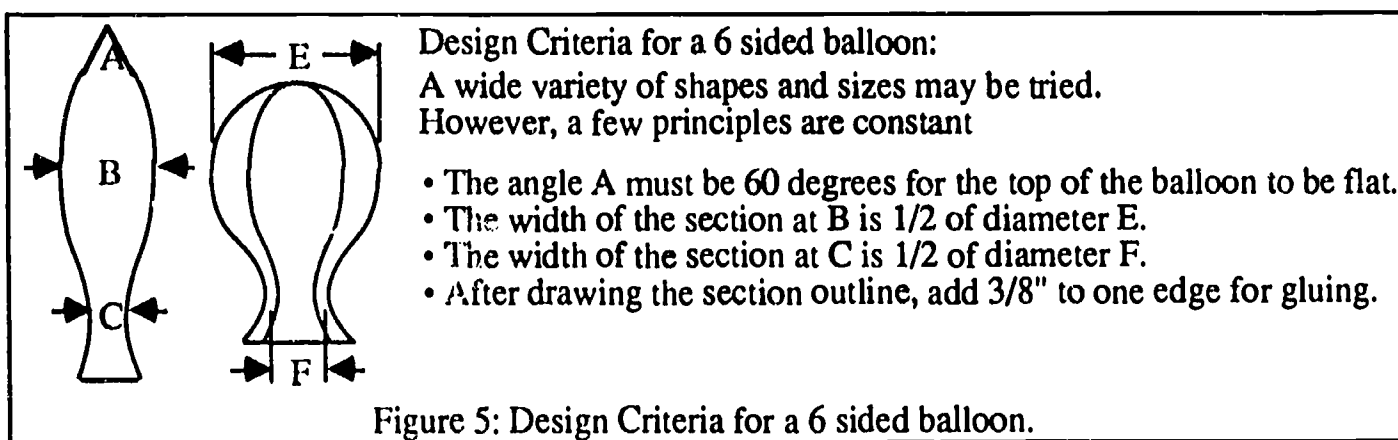 A
B
C
E
F
Design Criteria for a 6 sided balloon:
A wide variety of shapes and sizes may be tried.
However, a few principles are constant
• The angle A must be 60 degrees for the top of the balloon to be flat.
• The width of the section at B is 1/2 of diameter E.
• The width of the section at C is 1/2 of diameter F.
• After drawing the section outline, add 3/8" to one edge for gluing.
Figure 5: Design Criteria for a 6 sided balloon.